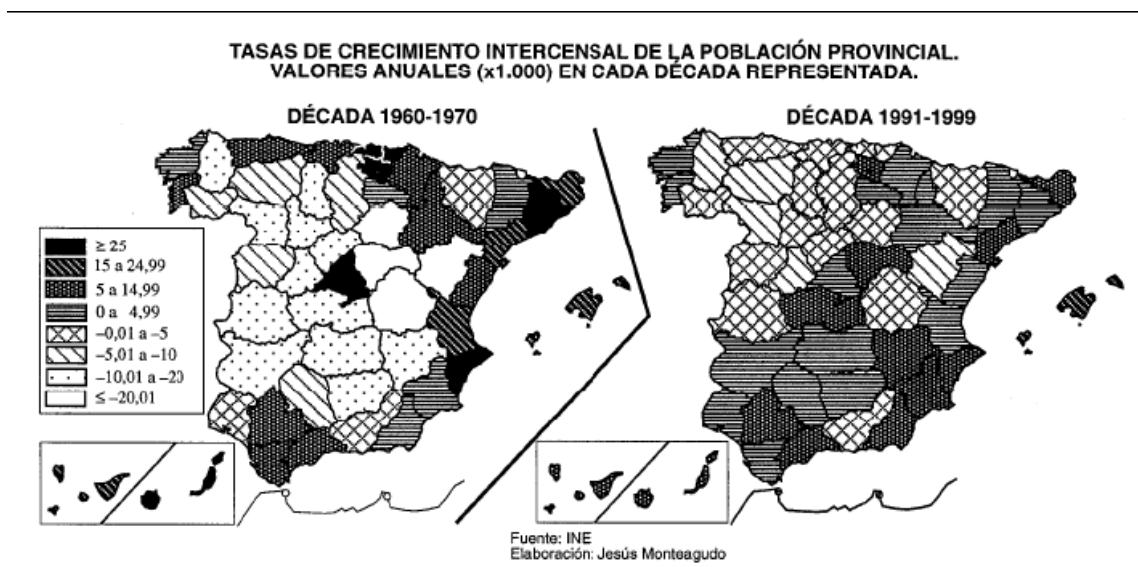 TASAS DE CRECIMIENTO INTERCENSAL DE LA POBLACIÓN PROVINCIAL.
VALORES ANUALES (x1.000) EN CADA DÉCADA REPRESENTADA.
DÉCADA 1960-1970
DÉCADA 1991-1999
≥ 25
15 a 24,99
5 a 14,99
0 a 4,99
–0,01 a –5
–5,01 a –10
–10,01 a –20
≤ –20,01
Fuente: INE
Elaboración: Jesús Monteagudo